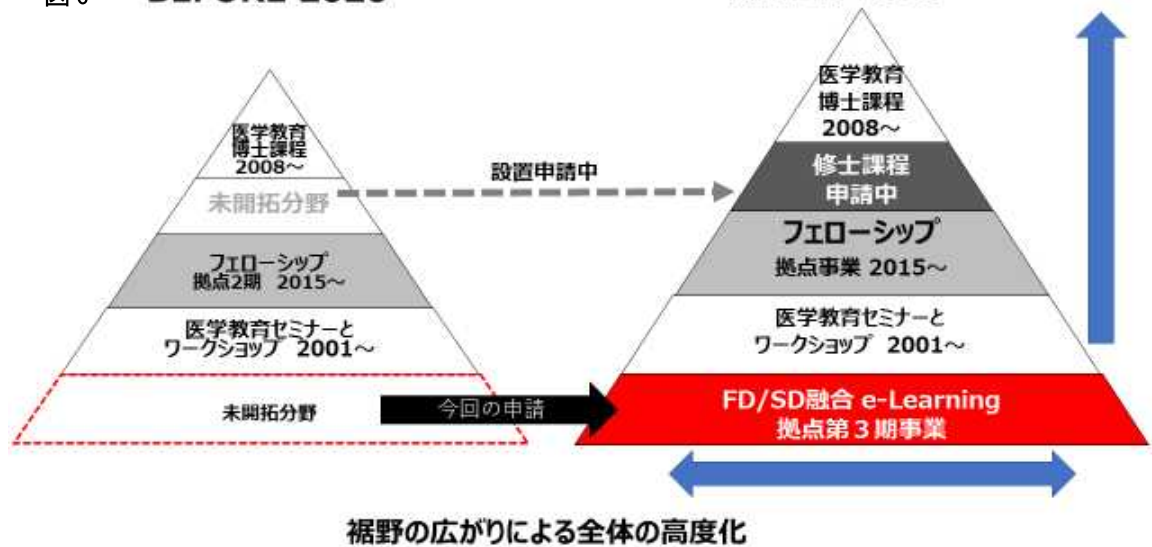 医学教育
博士課程
2008～
未開拓分野
フェローシップ
拠点2期 2015～
医学教育セミナーと
ワークショップ 2001～
未開拓分野
設置申請中
今回の申請
医学教育
博士課程
2008～
修士課程
申請中
フェローシップ
拠点事業 2015～
医学教育セミナーと
ワークショップ 2001～
FD/SD融合 e-Learning
拠点第３期事業
裾野の広がりによる全体の高度化